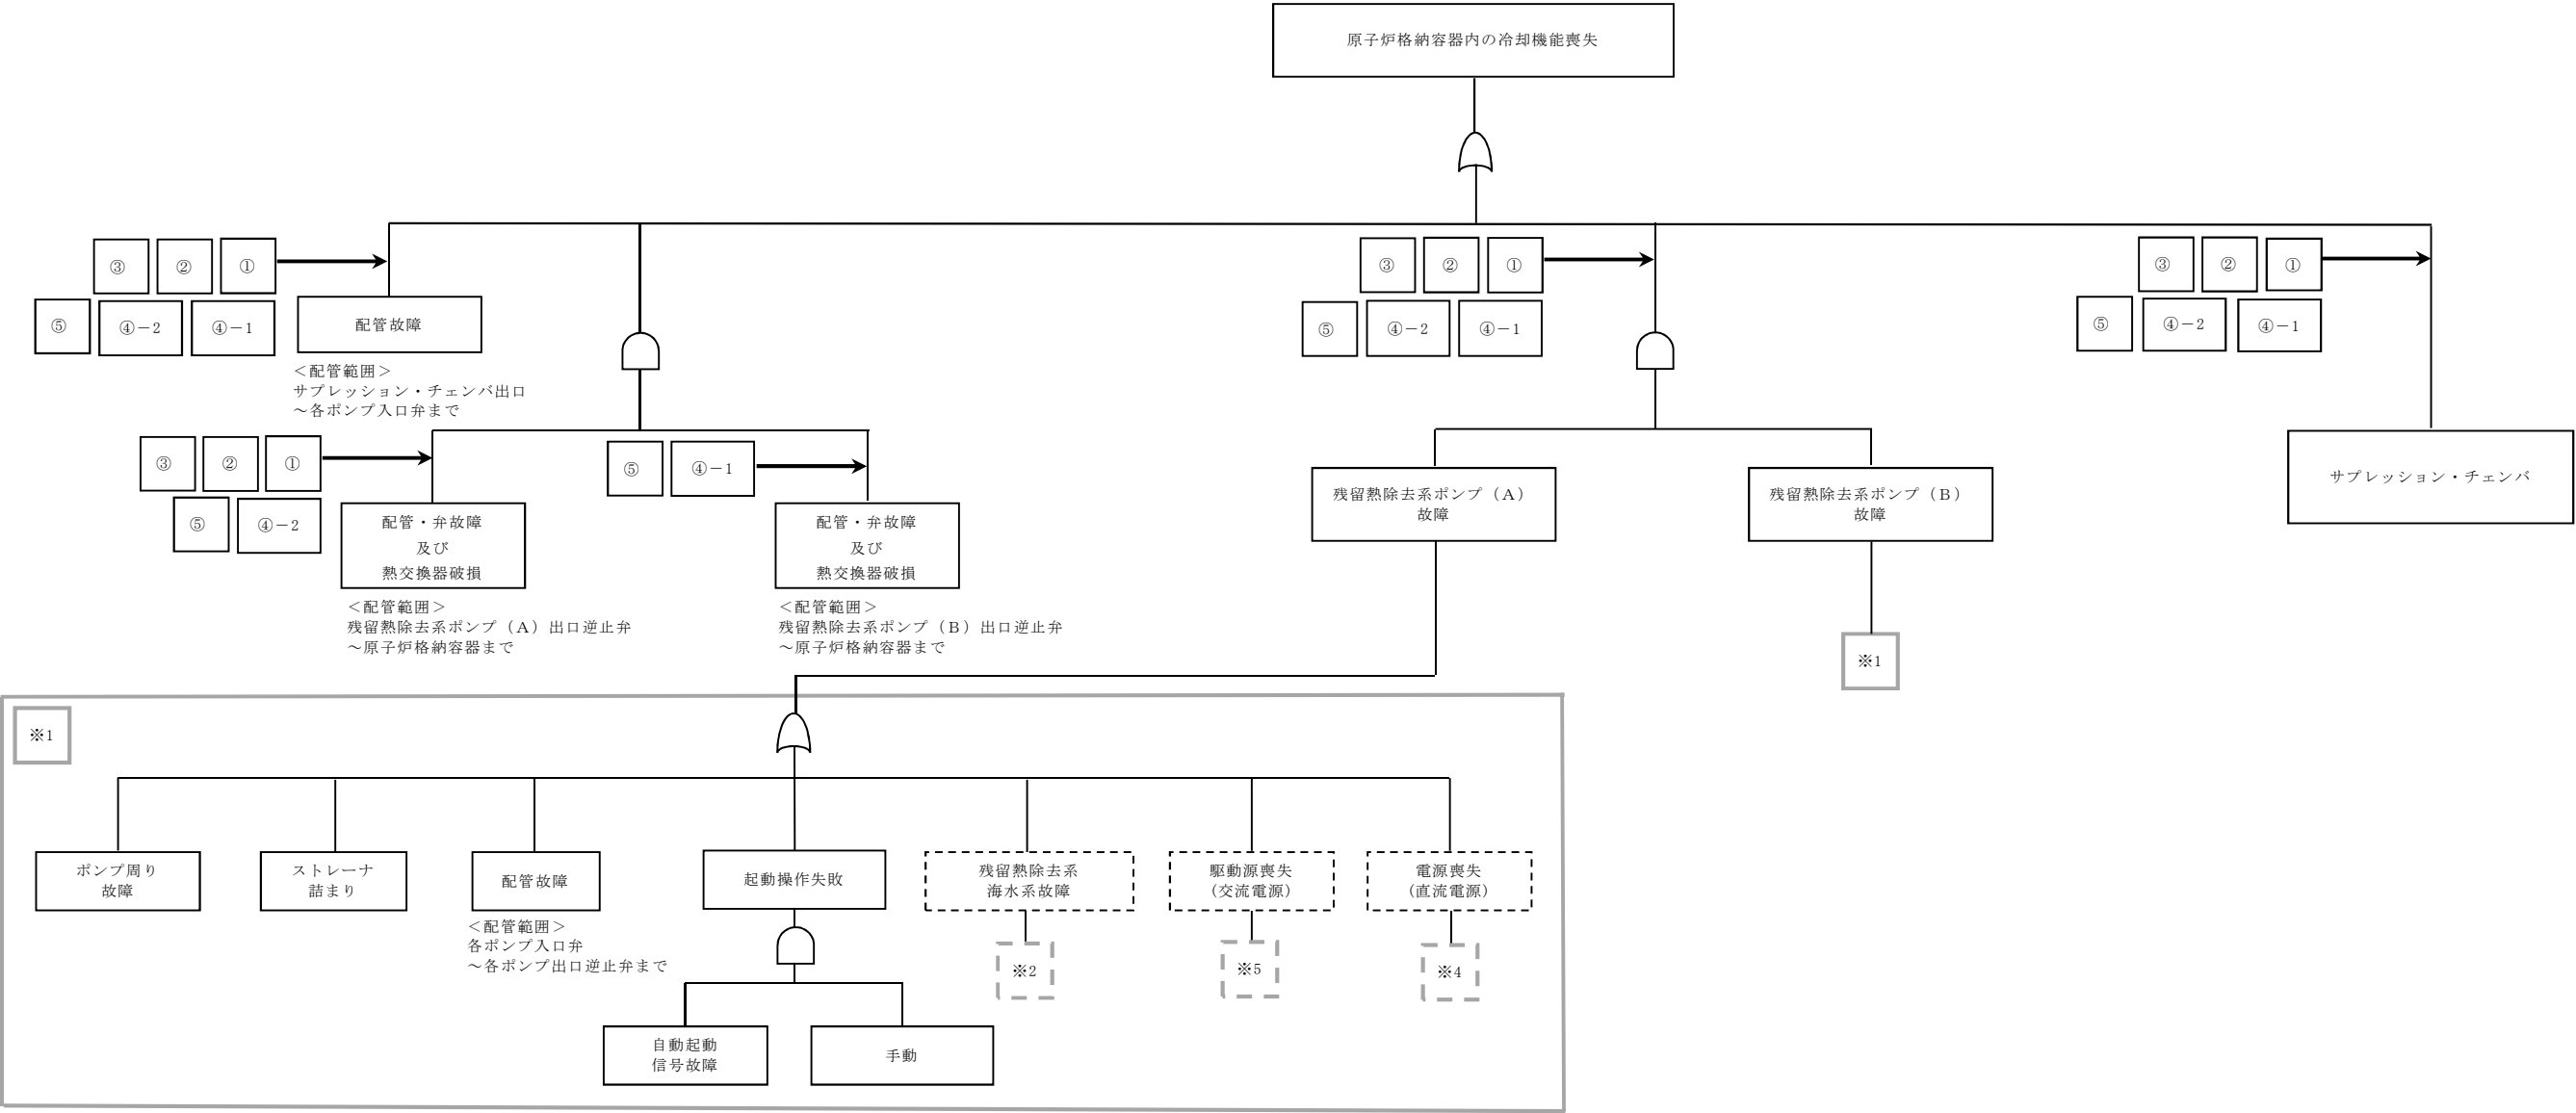 原子炉格納容器内の冷却機能喪失
③
②
①
⑤
④－2
④－1
配管故障
＜配管範囲＞
サプレッション・チェンバ出口
～各ポンプ入口弁まで
③
②
①
⑤
④－2
④－1
③
②
①
⑤
④－2
④－1
③
②
①
⑤
④－2
配管・弁故障
及び
熱交換器破損
＜配管範囲＞
残留熱除去系ポンプ（A）出口逆止弁
～原子炉格納容器まで
⑤
④－1
配管・弁故障
及び
熱交換器破損
＜配管範囲＞
残留熱除去系ポンプ（B）出口逆止弁
～原子炉格納容器まで
残留熱除去系ポンプ（A）
故障
残留熱除去系ポンプ（B）
故障
サプレッション・チェンバ
※1
※1
ポンプ周り
故障
ストレーナ
詰まり
配管故障
＜配管範囲＞
各ポンプ入口弁
～各ポンプ出口逆止弁まで
起動操作失敗
残留熱除去系
海水系故障
駆動源喪失
（交流電源）
電源喪失
（直流電源）
※2
※5
※4
自動起動
信号故障
手動